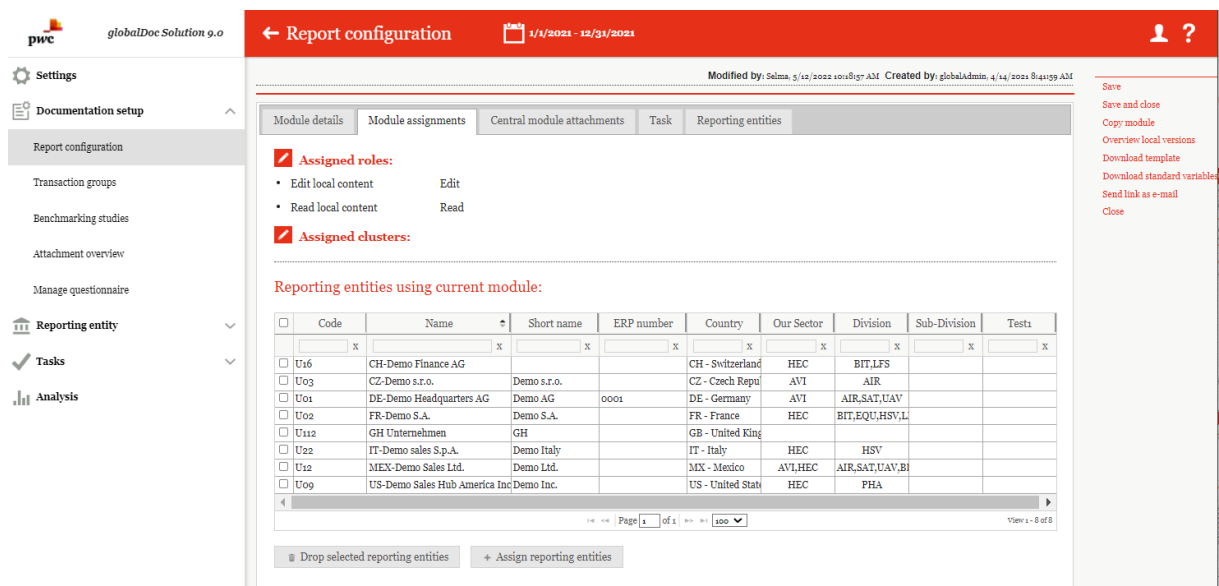 pwc globalDoc Solution 9.0
Settings
Documentation setup
Report configuration
Transaction groups
Benchmarking studies
Attachment overview
Manage questionnaire
Reporting entity
Tasks
Analysis
← Report configuration 1/1/2021 - 12/31/2021 ?
Modified by: Selma, 5/12/2022 10:18:57 AM Created by: globalAdmin, 4/14/2021 8:41:59 AM
Module details Module assignments Central module attachments Task Reporting entities
Assigned roles:
• Edit local content Edit
• Read local content Read
Assigned clusters:
Reporting entities using current module:
Code Name Short name ERP number Country Our Sector Division Sub-Division Test1
x x x x x x x x x
U16 CH-Demo Finance AG CH - Switzerland HEC BIT,LFS
U03 CZ-Demo s.r.o. Demo s.r.o. CZ - Czech Repu AVI AIR
U01 DE-Demo Headquarters AG Demo AG 0001 DE - Germany AVI AIR,SAT,UAV
U02 FR-Demo S.A. Demo S.A. FR - France HEC BIT,EQU,HSV,L
U112 GH Unternehmen GH GB - United King
U22 IT-Demo sales S.p.A. Demo Italy IT - Italy HEC HSV
U12 MEX-Demo Sales Ltd. Demo Ltd. MX - Mexico AVI,HEC AIR,SAT,UAV,BI
U09 US-Demo Sales Hub America Inc Demo Inc. US - United Stat HEC PHA
Page 1 of 1 100 View 1 - 8 of 8
Drop selected reporting entities + Assign reporting entities
Save
Save and close
Copy module
Overview local versions
Download template
Download standard variables
Send link as e-mail
Close